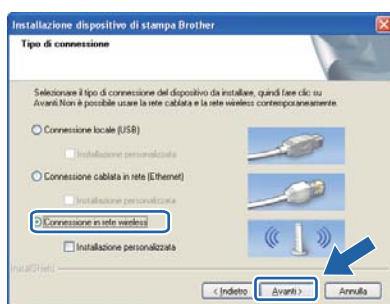 Installazione dispositivo di stampa Brother
Tipo di connessione
Selezionare il tipo di connessione del dispositivo da installare, quindi fare clic su
Avanti.Non è possibile usare la rete cablata e la rete wireless contemporaneamente.
Connessione locale (USB)
Installazione personalizzata
Connessione cablata in rete (Ethernet)
Installazione personalizzata
Connessione in rete wireless
Installazione personalizzata
InstallShield
< Indietro Avanti > Annulla